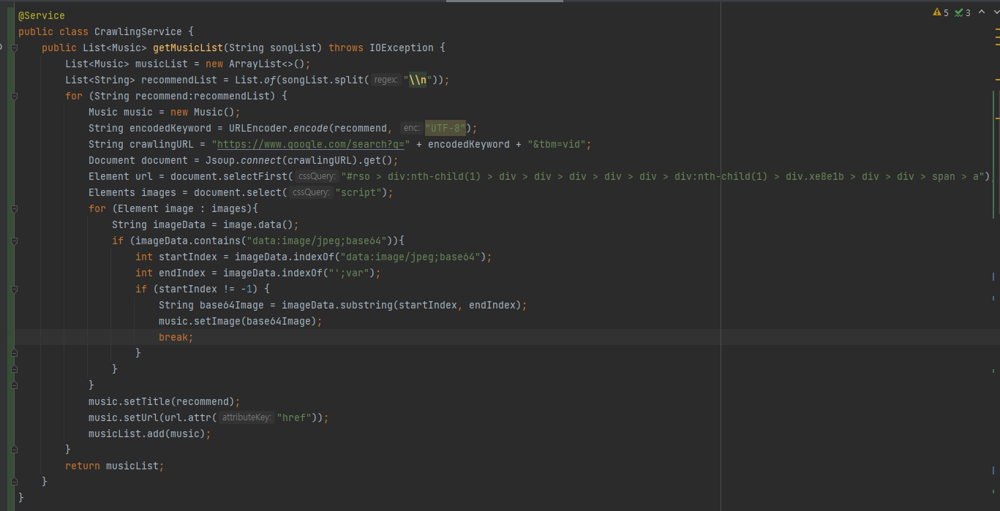 5 3
@Service
public class CrawlingService {
public List<Music> getMusicList(String songList) throws IOException {
List<Music> musicList = new ArrayList<>();
List<String> recommendList = List.of(songList.split( regex: "\\n"));
for (String recommend:recommendList) {
Music music = new Music();
String encodedKeyword = URLEncoder.encode(recommend, enc: "UTF-8");
String crawlingURL = "https://www.google.com/search?q=" + encodedKeyword + "&tbm=vid";
Document document = Jsoup.connect(crawlingURL).get();
Element url = document.selectFirst( cssQuery: "#rso > div:nth-child(1) > div > div > div > div > div > div:nth-child(1) > div.xe8e1b > div > div > span > a")
Elements images = document.select( cssQuery: "script");
for (Element image : images){
String imageData = image.data();
if (imageData.contains("data:image/jpeg;base64")){
int startIndex = imageData.indexOf("data:image/jpeg;base64");
int endIndex = imageData.indexOf("';var");
if (startIndex != -1) {
String base64Image = imageData.substring(startIndex, endIndex);
music.setImage(base64Image);
break;
}
}
}
music.setTitle(recommend);
music.setUrl(url.attr( attributeKey: "href"));
musicList.add(music);
}
return musicList;
}
}